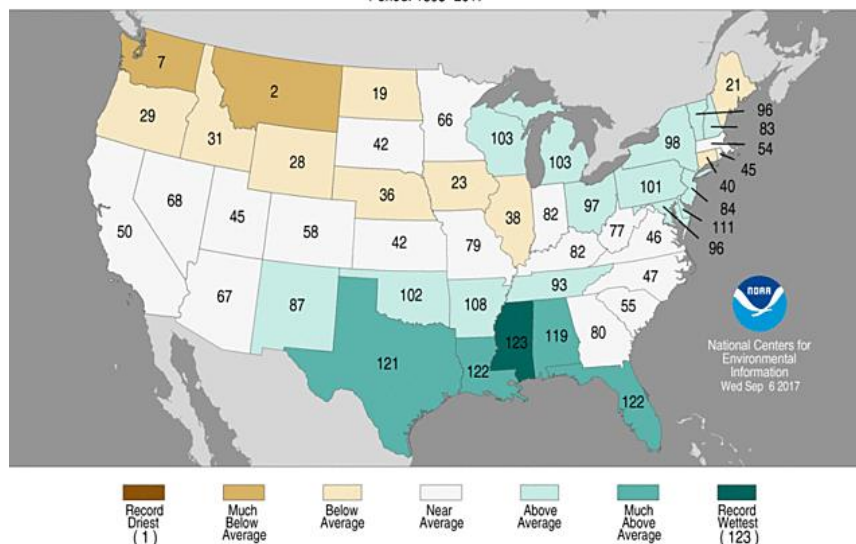 7
2
19
66
29
31
28
42
103
103
98
21
96
83
54
45
40
84
111
96
36
23
38
82
97
101
68
45
58
42
79
77
46
50
82
47
67
87
102
108
93
55
80
121
122
123
119
122
NOAA
National Centers for
Environmental
Information
Wed Sep 6 2017
Record
Driest
(1)
Much
Below
Average
Below
Average
Near
Average
Above
Average
Much
Above
Average
Record
Wettest
(123)